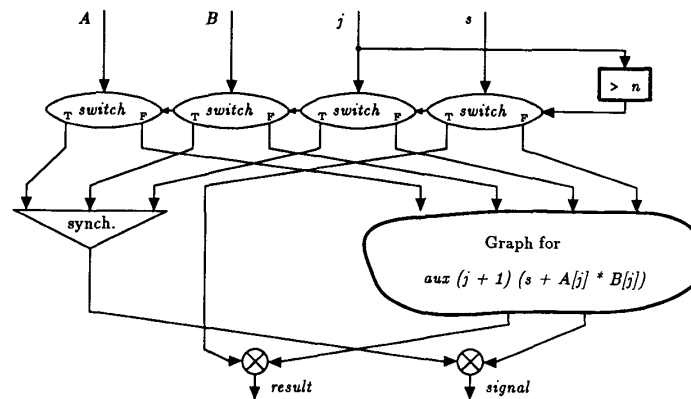 A B j s
> n
switch switch switch switch
T F T F T F T F
synch.
Graph for
aux (j + 1) (s + A[j] * B[j])
result signal